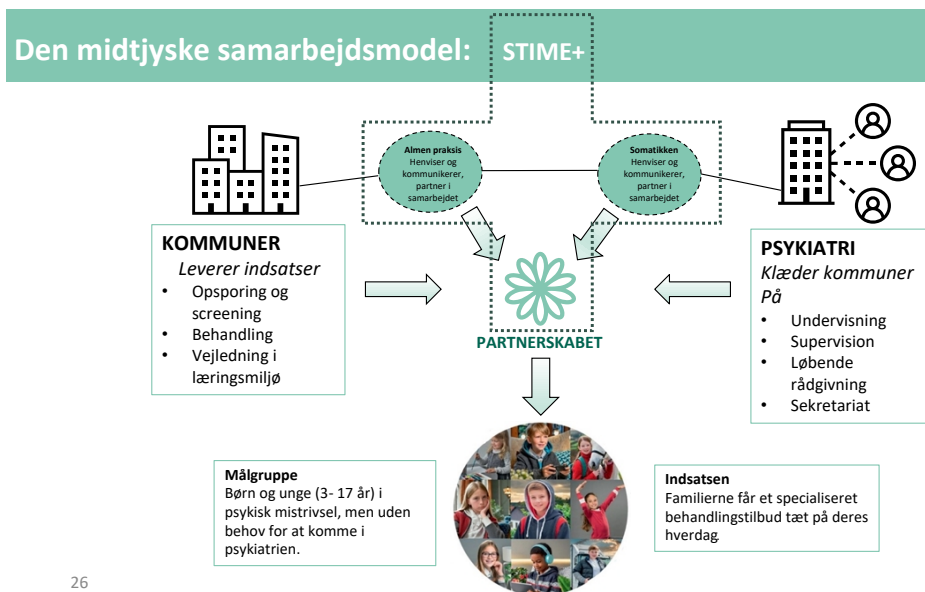 Den midtjyske samarbejdsmodel: STIME+
Almen praksis
Henviser og
kommunikerer,
partner i
samarbejdet
Somatikken
Henviser og
kommunikerer,
partner i
samarbejdet
KOMMUNER
Leverer indsatser
• Opsporing og
screening
• Behandling
• Vejledning i
læringsmiljø
PSYKIATRI
Klæder kommuner
På
• Undervisning
• Supervision
• Løbende
rådgivning
• Sekretariat
PARTNERSKABET
Målgruppe
Børn og unge (3- 17 år) i
psykisk mistrivsel, men uden
behov for at komme i
psykiatrien.
Indsatsen
Familierne får et specialiseret
behandlingstilbud tæt på deres
hverdag.
26